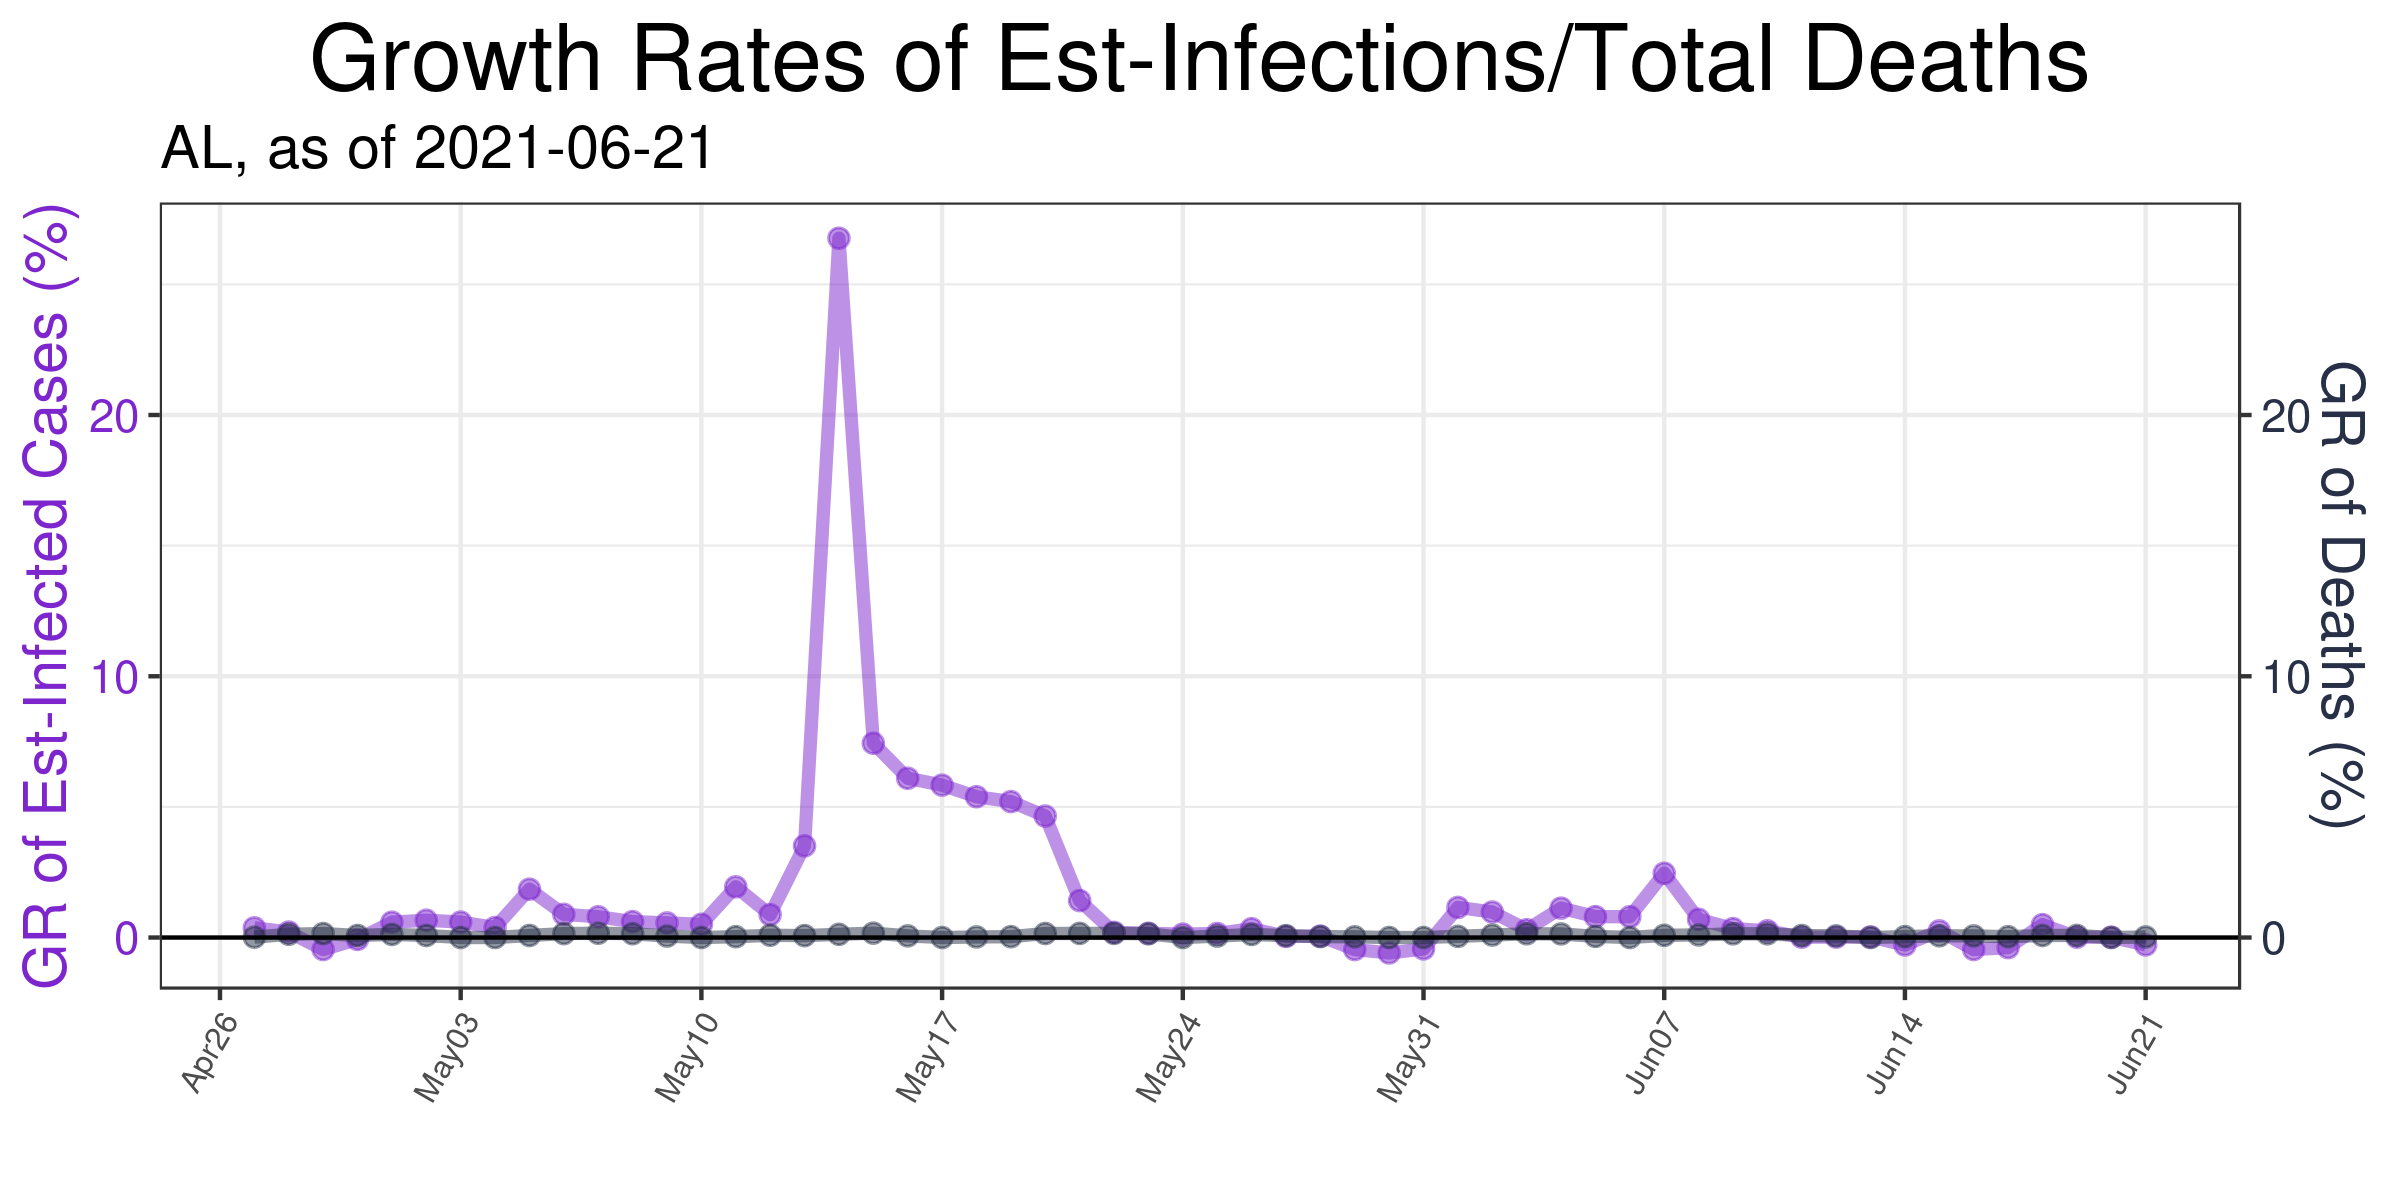 Growth Rates of Est-Infections/Total Deaths
AL, as of 2021-06-21
GR of Est-Infected Cases (%)
20
10
0
20
10
0
GR of Deaths (%)
Apr26
May03
May10
May17
May24
May31
Jun07
Jun14
Jun21